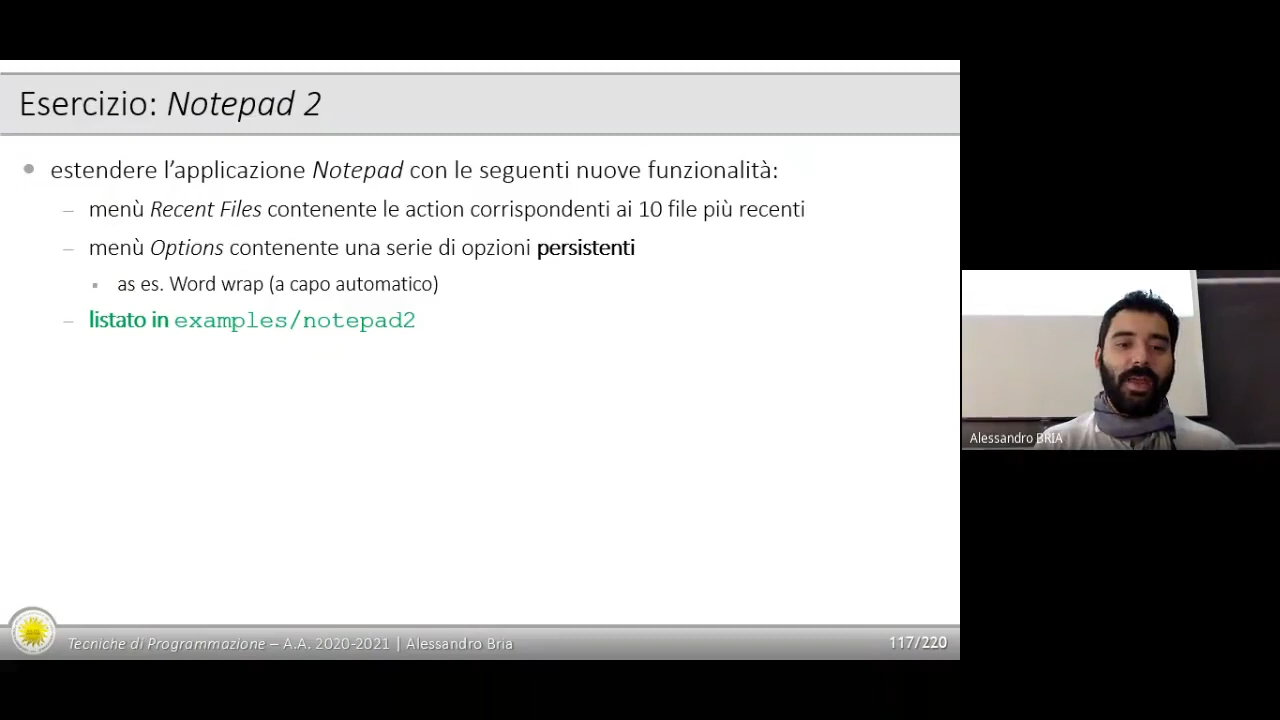 Esercizio: Notepad 2
estendere l'applicazione Notepad con le seguenti nuove funzionalità:
menù Recent Files contenente le action corrispondenti ai 10 file più recenti
menù Options contenente una serie di opzioni persistenti
as es. Word wrap (a capo automatico)
listato in examples/notepad2
Alessandro BRIA
Tecniche di Programmazione – A.A. 2020-2021 | Alessandro Bria
117/220